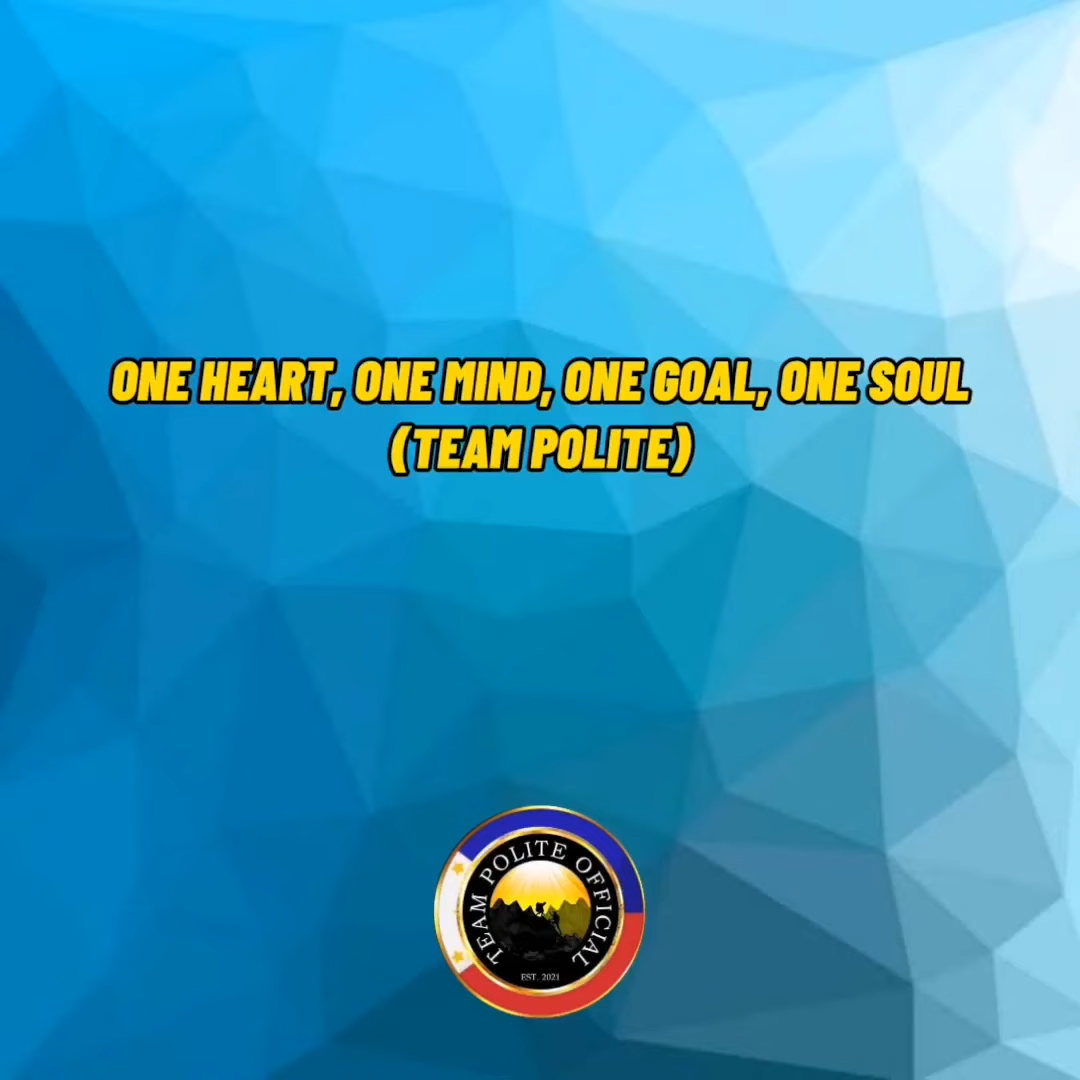 ONE HEART, ONE MIND, ONE GOAL, ONE SOUL
(TEAM POLITE)
TEAM POLITE OFFICIAL
EST. 2021